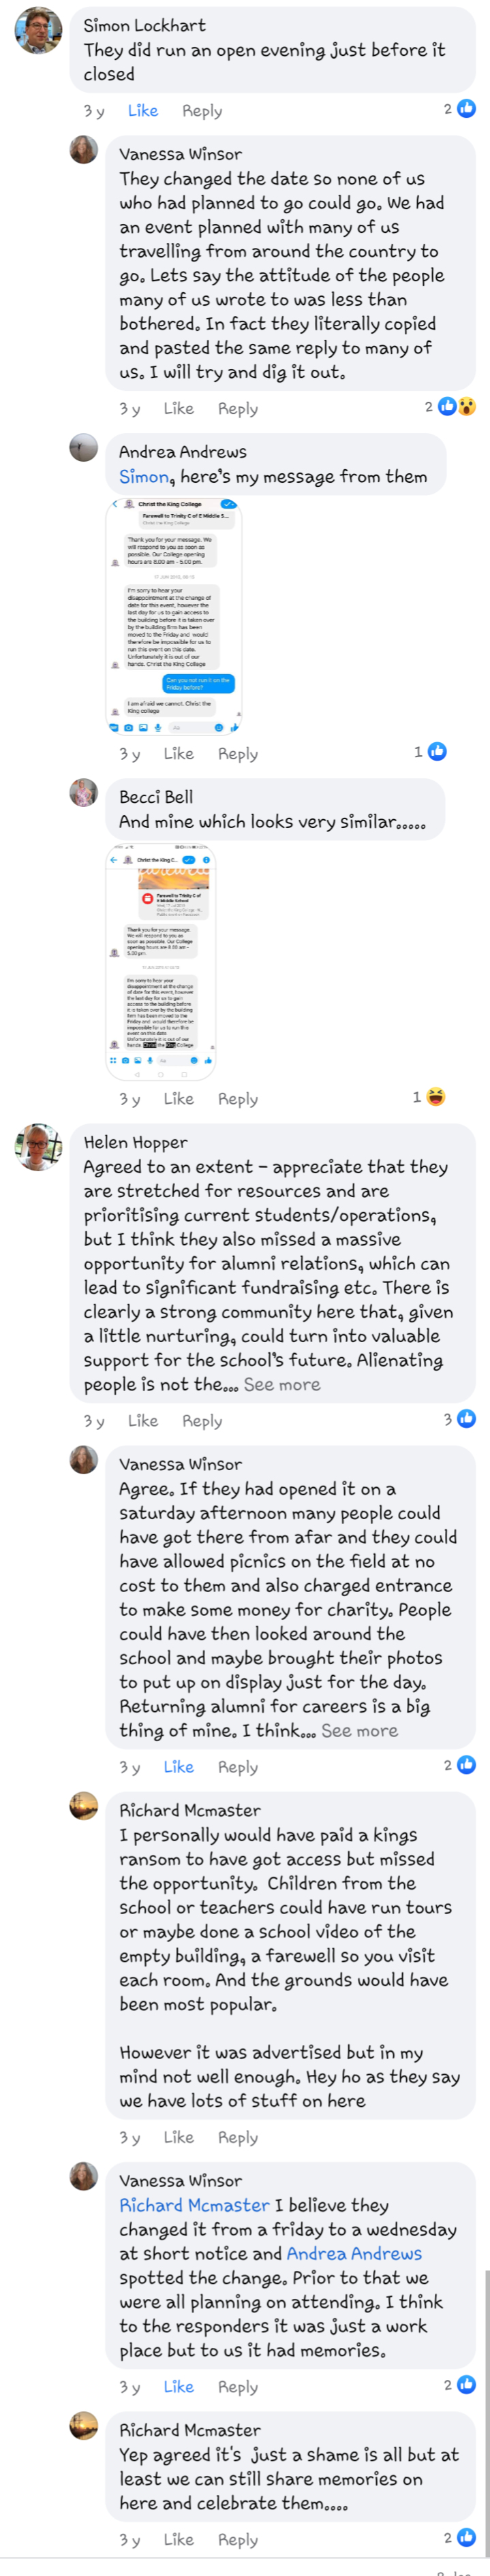 Simon Lockhart
They did run an open evening just before it
closed
3 y Like Reply 2
Vanessa Winsor
They changed the date so none of us
who had planned to go could go. We had
an event planned with many of us
travelling from around the country to
go. Lets say the attitude of the people
many of us wrote to was less than
bothered. In fact they literally copied
and pasted the same reply to many of
us. I will try and dig it out.
3 y Like Reply 2
Andrea Andrews
Simon, here's my message from them
Christ the King College
Farewell to Trinity C of E Middle S...
Christ the King College
Thank you for your message. We
will respond to you as soon as
possible. Our College opening
hours are 8.00 am - 5.00 pm.
I'm sorry to hear your
disappointment at the change of
date for this event, however the
last day for us to gain access to
the building before it is taken over
by the building firm has been
moved to the Friday and would
therefore be impossible for us to
run this event on this date.
Unfortunately it is out of our
hands. Christ the King College
Can you not run it on the
Friday before?
I am afraid we cannot. Christ the
King college
Aa
3 y Like Reply 1
Becci Bell
And mine which looks very similar.....
Christ the King C...
farewell
Farewell to Trinity C of
E Middle School
Thank you for your message.
We will respond to you as
soon as possible. Our College
opening hours are 8.00 am -
5.00 pm.
I'm sorry to hear your
disappointment at the change
of date for this event, however
the last day for us to gain
access to the building before
it is taken over by the building
firm has been moved to the
Friday and would therefore be
impossible for us to run this
event on this date.
Unfortunately it is out of our
hands. Christ the King College
Aa
3 y Like Reply 1
Helen Hopper
Agreed to an extent – appreciate that they
are stretched for resources and are
prioritising current students/operations,
but I think they also missed a massive
opportunity for alumni relations, which can
lead to significant fundraising etc. There is
clearly a strong community here that, given
a little nurturing, could turn into valuable
support for the school's future. Alienating
people is not the... See more
3 y Like Reply 3
Vanessa Winsor
Agree. If they had opened it on a
saturday afternoon many people could
have got there from afar and they could
have allowed picnics on the field at no
cost to them and also charged entrance
to make some money for charity. People
could have then looked around the
school and maybe brought their photos
to put up on display just for the day.
Returning alumni for careers is a big
thing of mine. I think... See more
3 y Like Reply 2
Richard Mcmaster
I personally would have paid a kings
ransom to have got access but missed
the opportunity. Children from the
school or teachers could have run tours
or maybe done a school video of the
empty building, a farewell so you visit
each room. And the grounds would have
been most popular.
However it was advertised but in my
mind not well enough. Hey ho as they say
we have lots of stuff on here
3 y Like Reply
Vanessa Winsor
Richard Mcmaster I believe they
changed it from a friday to a wednesday
at short notice and Andrea Andrews
spotted the change. Prior to that we
were all planning on attending. I think
to the responders it was just a work
place but to us it had memories.
3 y Like Reply 2
Richard Mcmaster
Yep agreed it's just a shame is all but at
least we can still share memories on
here and celebrate them....
3 y Like Reply 2